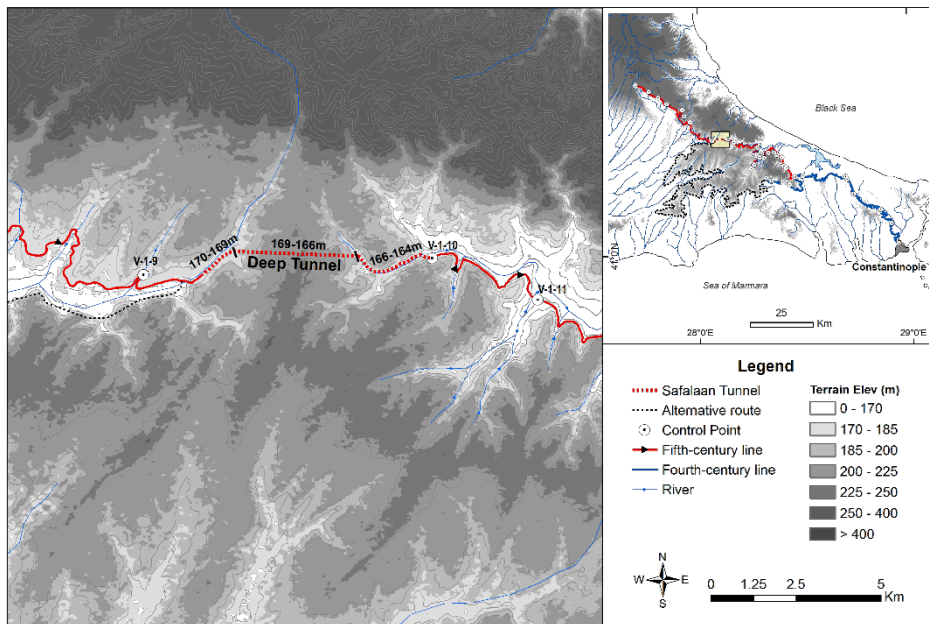 V-1-9
170-169m
169-166m
Deep Tunnel
166-164m
V-1-10
V-1-11
Black Sea
Constantinople
Sea of Marmara
41°0'N
25
Km
28°0'E
29°0'E
Legend
Safalaan Tunnel
Alternative route
Control Point
Fifth-century line
Fourth-century line
River
Terrain Elev (m)
0 - 170
170 - 185
185 - 200
200 - 225
225 - 250
250 - 400
> 400
N
W
E
S
0
1.25
2.5
5
Km